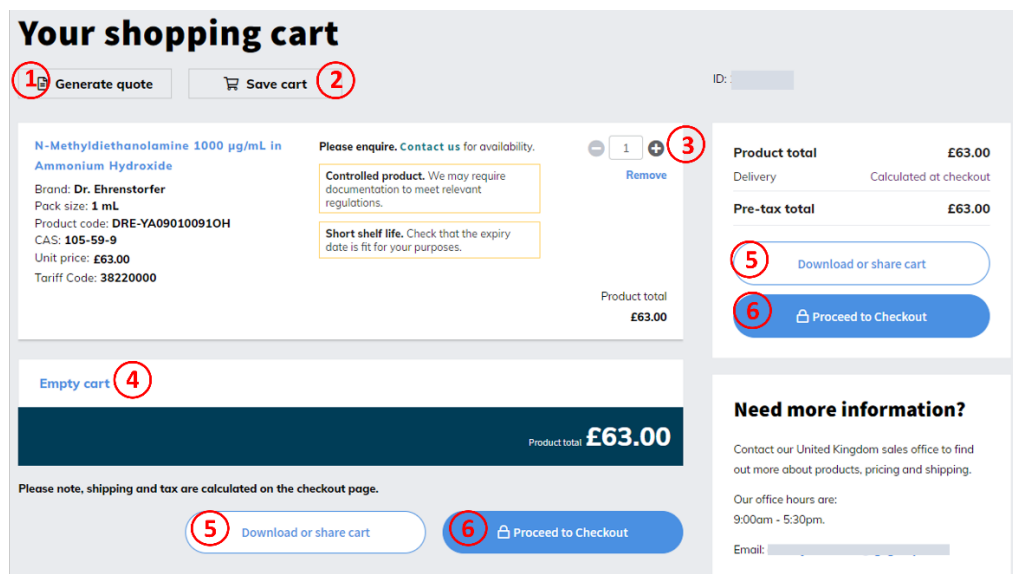 Your shopping cart
1 Generate quote
Save cart 2
ID:
N-Methyldiethanolamine 1000 µg/mL in
Ammonium Hydroxide
Brand: Dr. Ehrenstorfer
Pack size: 1 mL
Product code: DRE-YA09010091OH
CAS: 105-59-9
Unit price: £63.00
Tariff Code: 38220000
Please enquire. Contact us for availability.
Controlled product. We may require
documentation to meet relevant
regulations.
Short shelf life. Check that the expiry
date is fit for your purposes.
1 3
Remove
Product total
£63.00
Empty cart 4
Product total £63.00
Please note, shipping and tax are calculated on the checkout page.
5 Download or share cart
6 Proceed to Checkout
Product total £63.00
Delivery Calculated at checkout
Pre-tax total £63.00
5 Download or share cart
6 Proceed to Checkout
Need more information?
Contact our United Kingdom sales office to find
out more about products, pricing and shipping.
Our office hours are:
9:00am - 5:30pm.
Email: